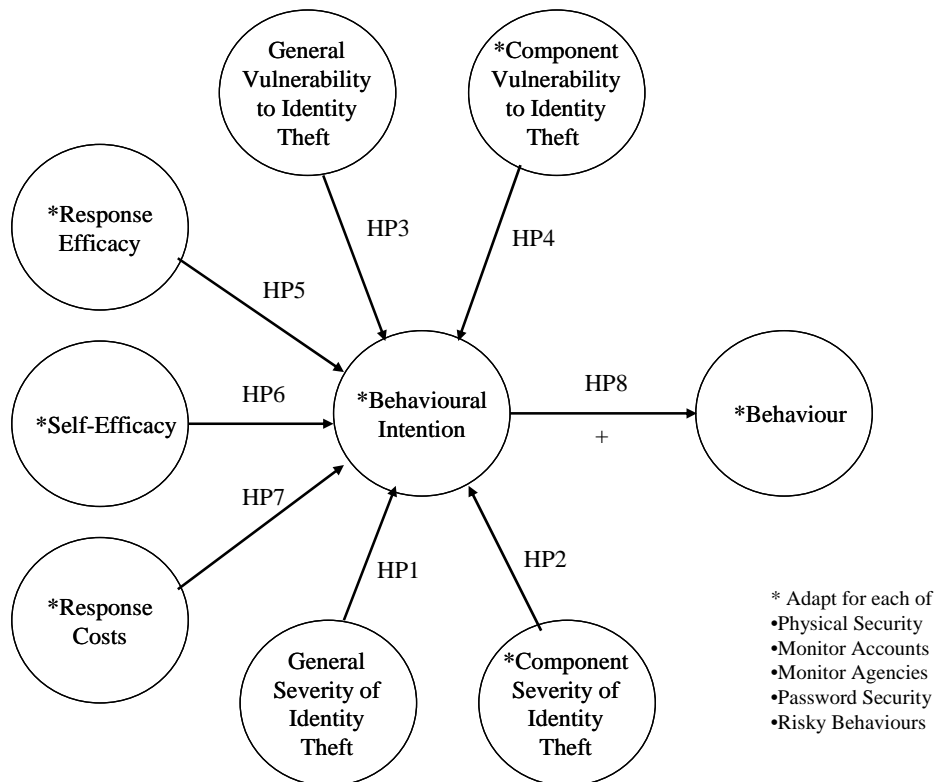 General
Vulnerability
to Identity
Theft
*Component
Vulnerability
to Identity
Theft
*Response
Efficacy
HP3
HP4
HP5
*Self-Efficacy
HP6
*Behavioural
Intention
HP8
+
*Behaviour
HP7
*Response
Costs
HP1
HP2
General
Severity of
Identity
Theft
*Component
Severity of
Identity
Theft
* Adapt for each of
•Physical Security
•Monitor Accounts
•Monitor Agencies
•Password Security
•Risky Behaviours